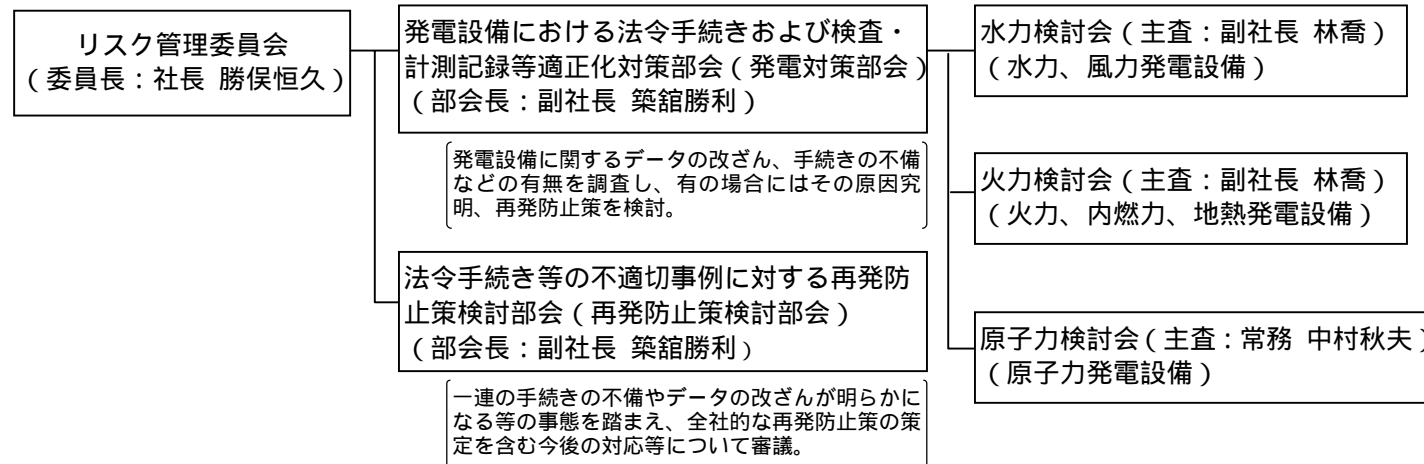 リスク管理委員会
(委員長:社長 勝俣恒久)
発電設備における法令手続きおよび検査・
計測記録等適正化対策部会(発電対策部会)
(部会長:副社長 築舘勝利)
発電設備に関するデータの改ざん、手続きの不備
などの有無を調査し、有の場合にはその原因究
明、再発防止策を検討。
法令手続き等の不適切事例に対する再発防
止策検討部会(再発防止策検討部会)
(部会長:副社長 築舘勝利)
一連の手続きの不備やデータの改ざんが明らかに
なる等の事態を踏まえ、全社的な再発防止策の策
定を含む今後の対応等について審議。
水力検討会(主査:副社長 林喬)
(水力、風力発電設備)
火力検討会(主査:副社長 林喬)
(火力、内燃力、地熱発電設備)
原子力検討会(主査:常務 中村秋夫)
(原子力発電設備)